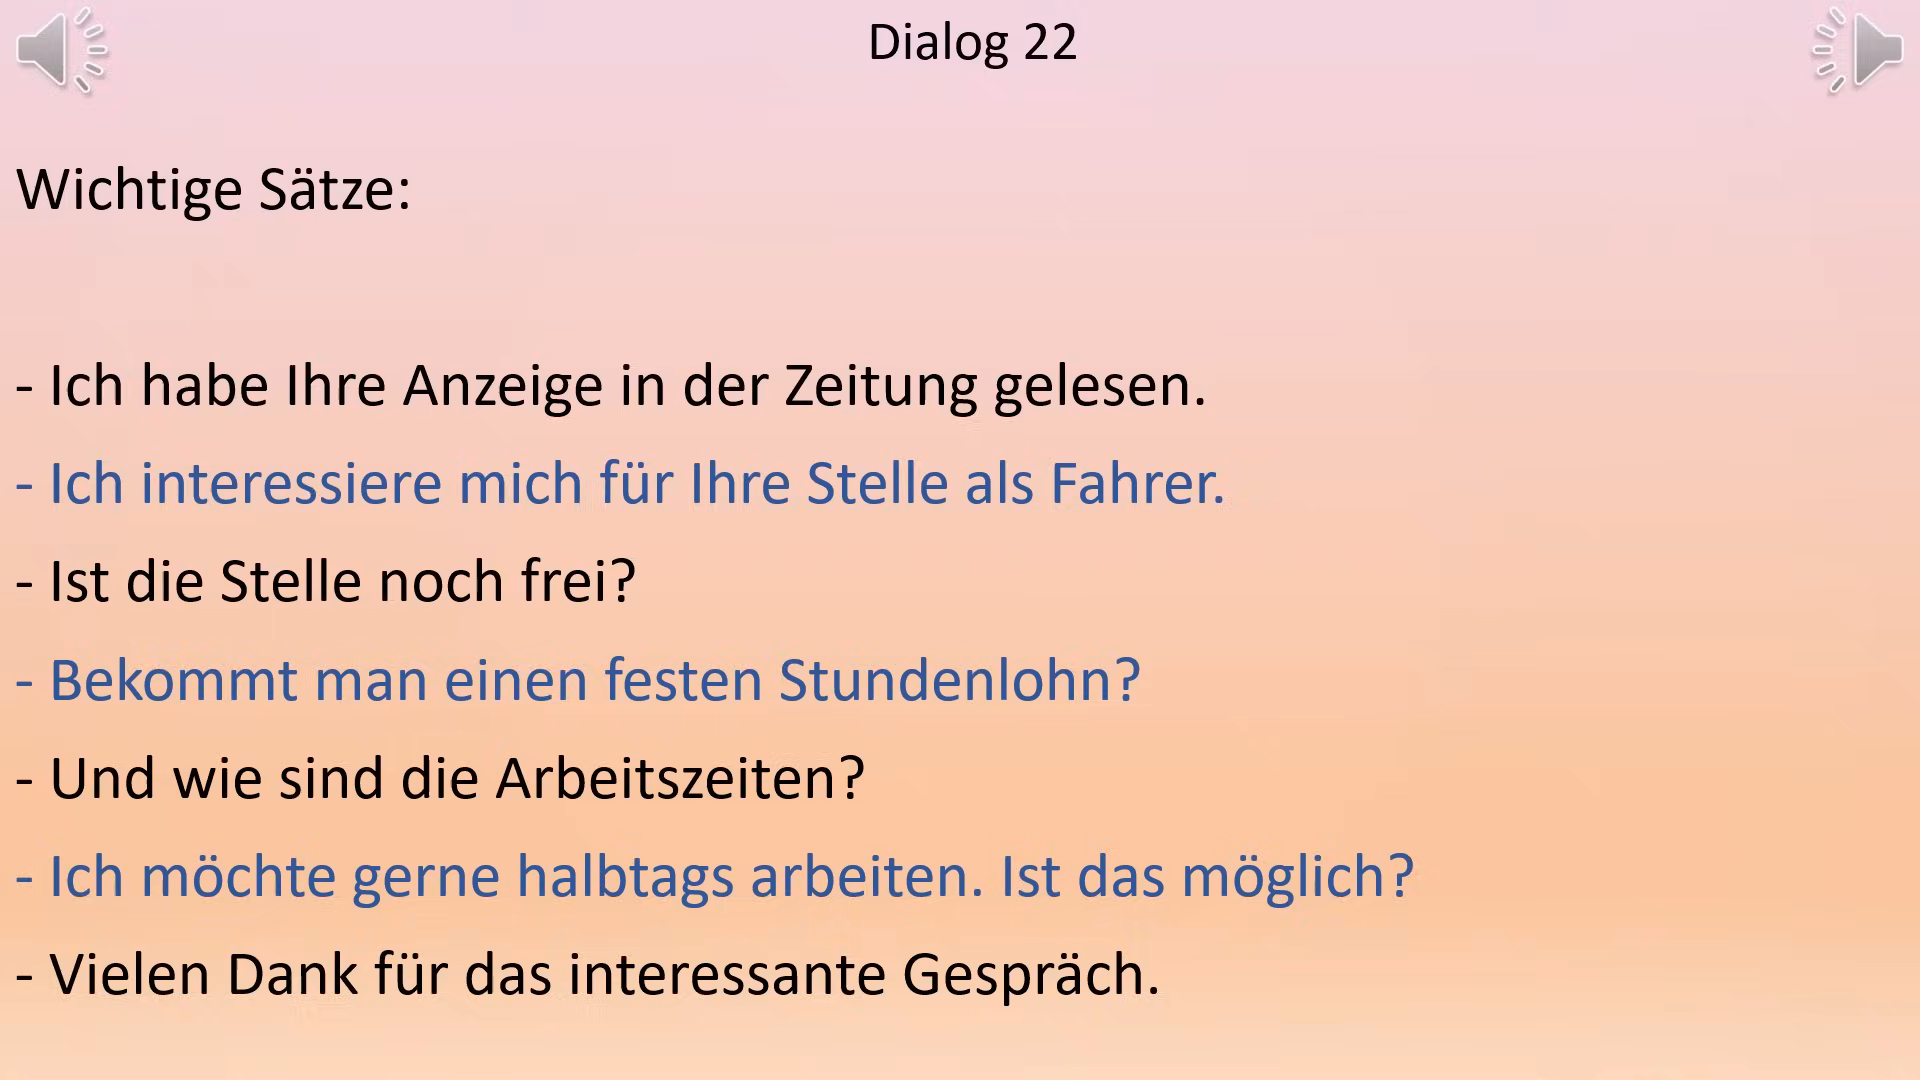 Dialog 22
Wichtige Sätze:
- Ich habe Ihre Anzeige in der Zeitung gelesen.
- Ich interessiere mich für Ihre Stelle als Fahrer.
- Ist die Stelle noch frei?
- Bekommt man einen festen Stundenlohn?
- Und wie sind die Arbeitszeiten?
- Ich möchte gerne halbtags arbeiten. Ist das möglich?
- Vielen Dank für das interessante Gespräch.